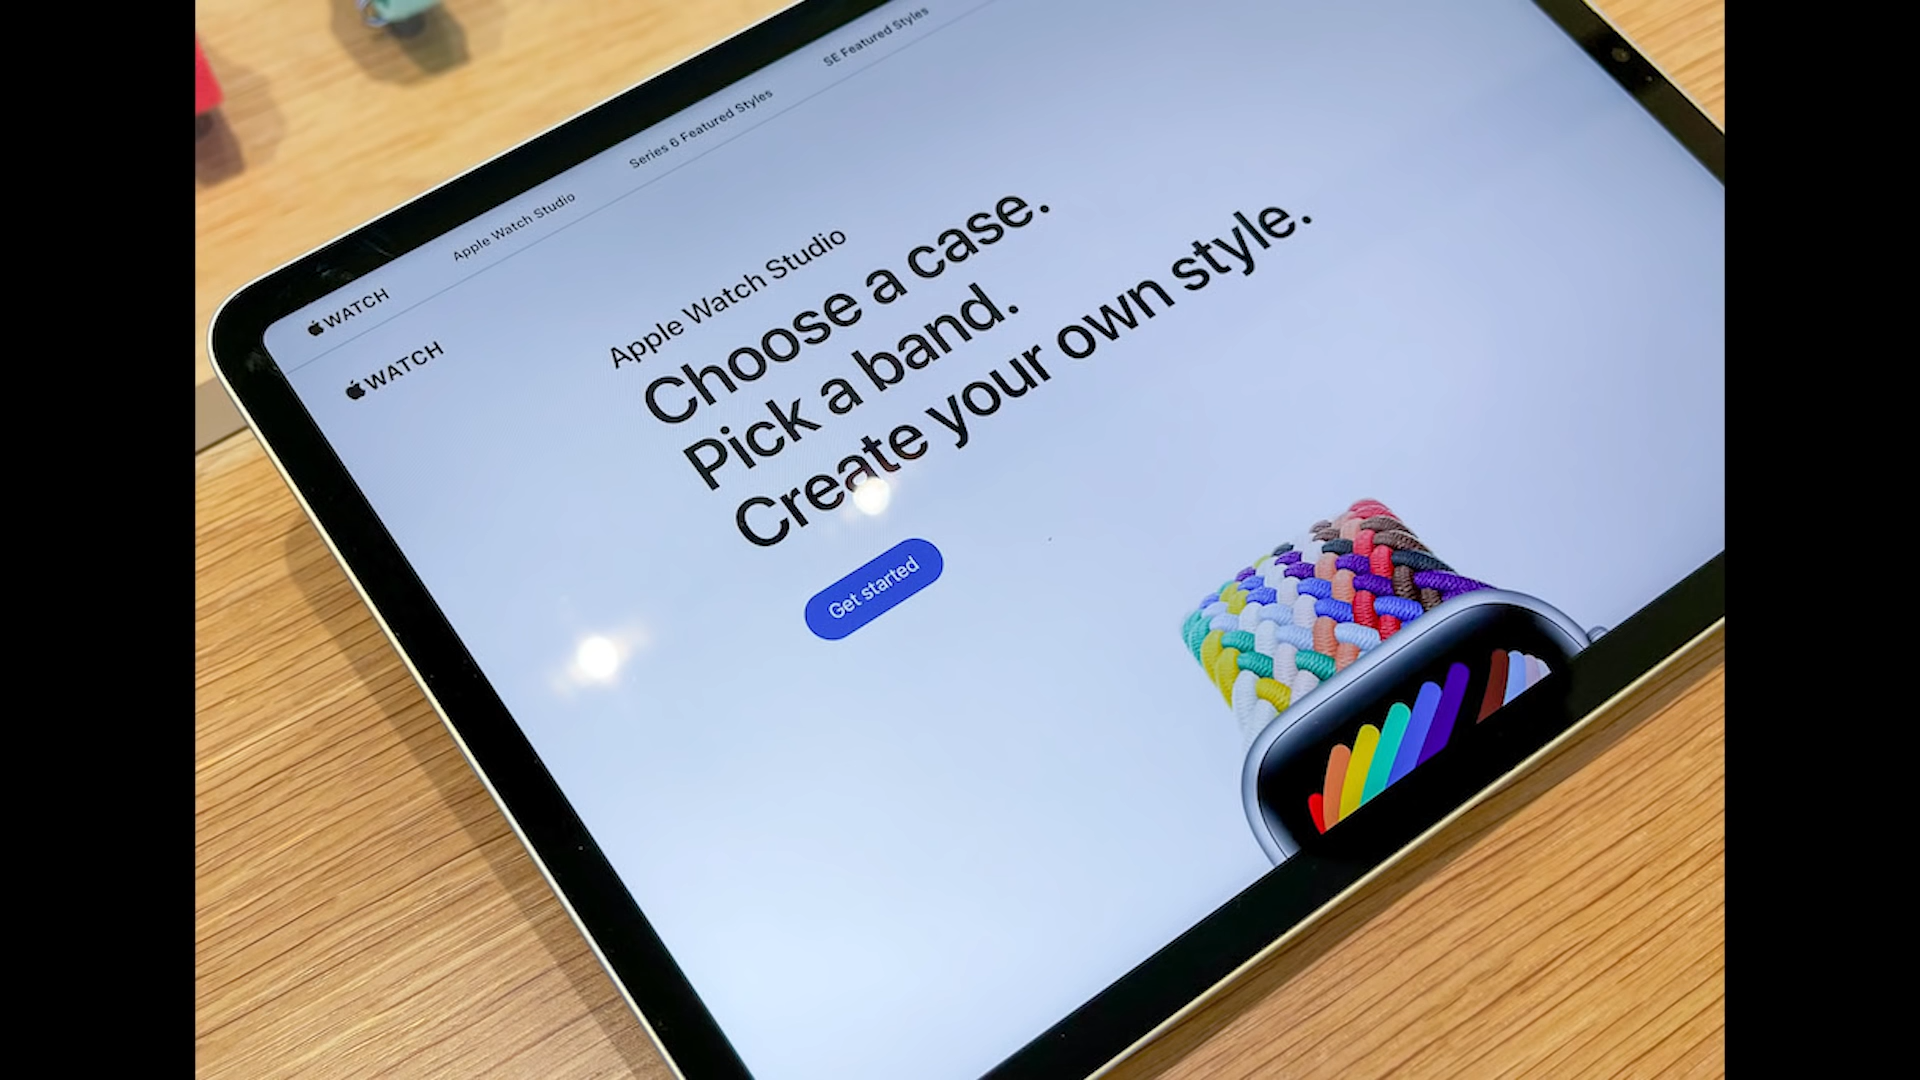 WATCH
Apple Watch Studio
Series 6 Featured Styles
SE Featured Styles
WATCH
Apple Watch Studio
Choose a case.
Pick a band.
Create your own style.
Get started